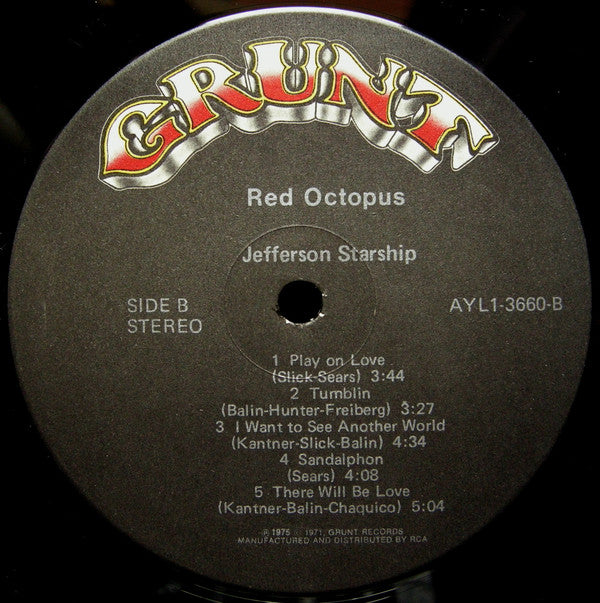 GRUNT
Red Octopus
Jefferson Starship
SIDE B
STEREO
AYL1-3660-B
1 Play on Love
(Slick-Sears) 3:44
2 Tumblin
(Balin-Hunter-Freiberg) 3:27
3 I Want to See Another World
(Kantner-Slick-Balin) 4:34
4 Sandalphon
(Sears) 4:08
5 There Will Be Love
(Kantner-Balin-Chaquico) 5:04
℗ 1975 © 1971, GRUNT RECORDS
MANUFACTURED AND DISTRIBUTED BY RCA